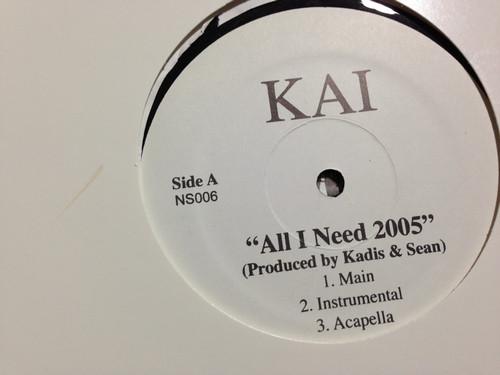 KAI
Side A
NS006
"All I Need 2005"
(Produced by Kadis & Sean)
1. Main
2. Instrumental
3. Acapella